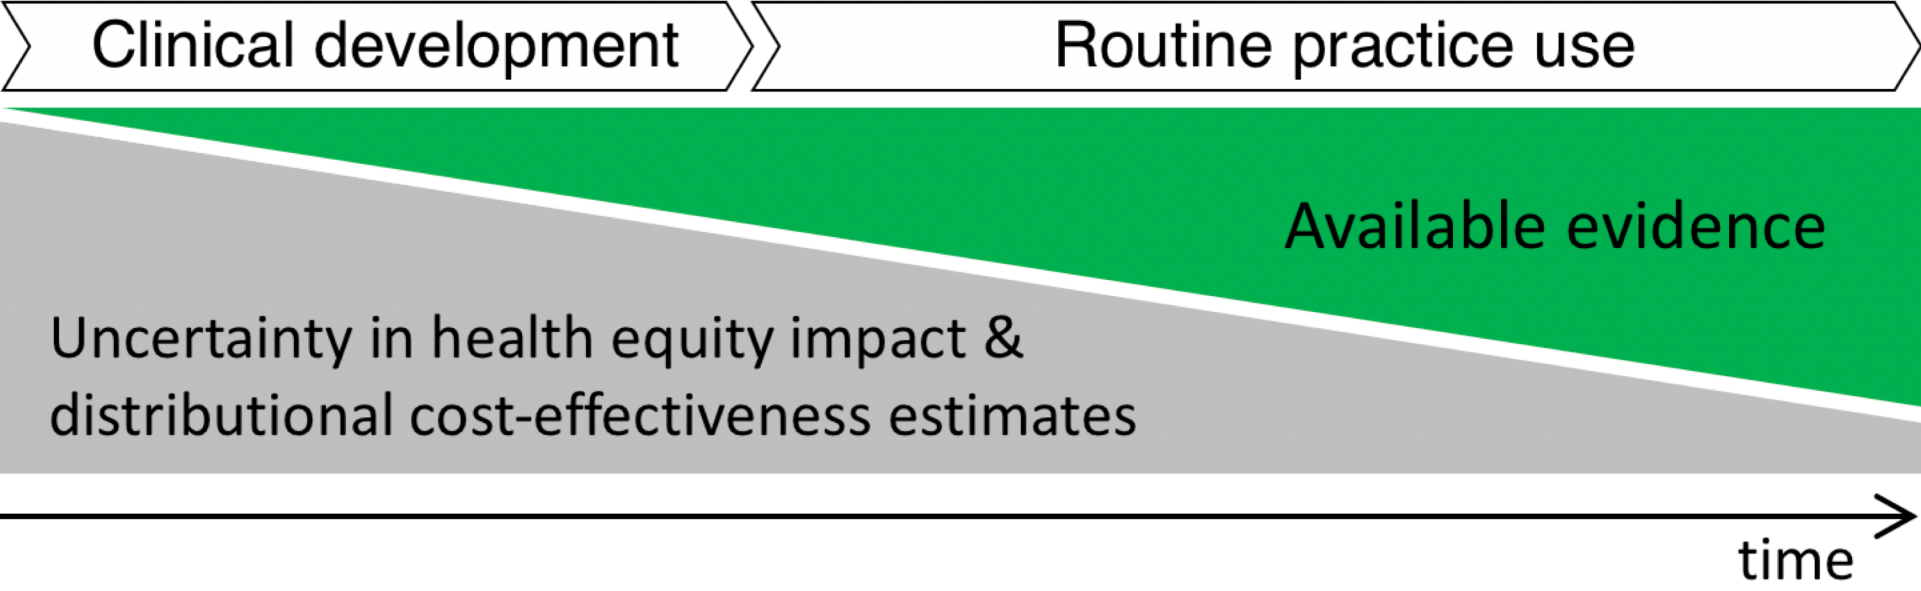 Clinical development
Routine practice use
Available evidence
Uncertainty in health equity impact &
distributional cost-effectiveness estimates
time